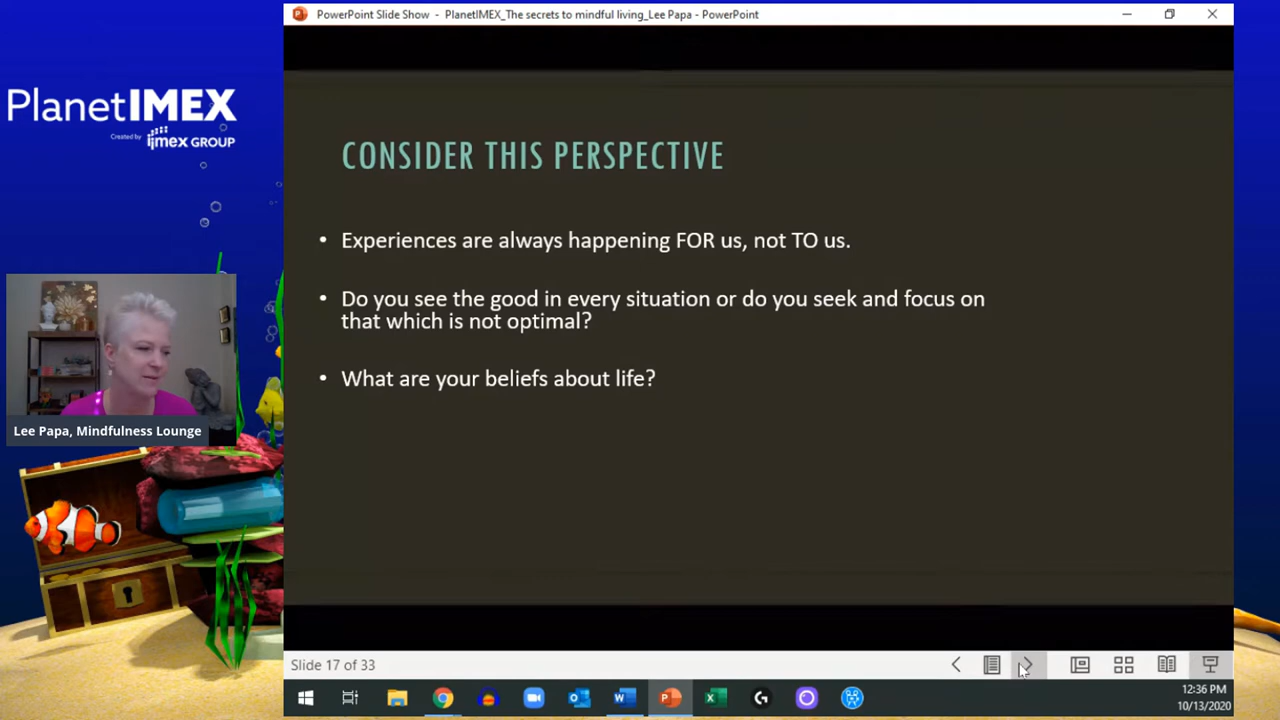 PowerPoint Slide Show - PlanetIMEX_The secrets to mindful living_Lee Papa - PowerPoint
PlanetIMEX
Created by imex GROUP
CONSIDER THIS PERSPECTIVE
• Experiences are always happening FOR us, not TO us.
• Do you see the good in every situation or do you seek and focus on
that which is not optimal?
• What are your beliefs about life?
Lee Papa, Mindfulness Lounge
Slide 17 of 33
12:36 PM
10/13/2020